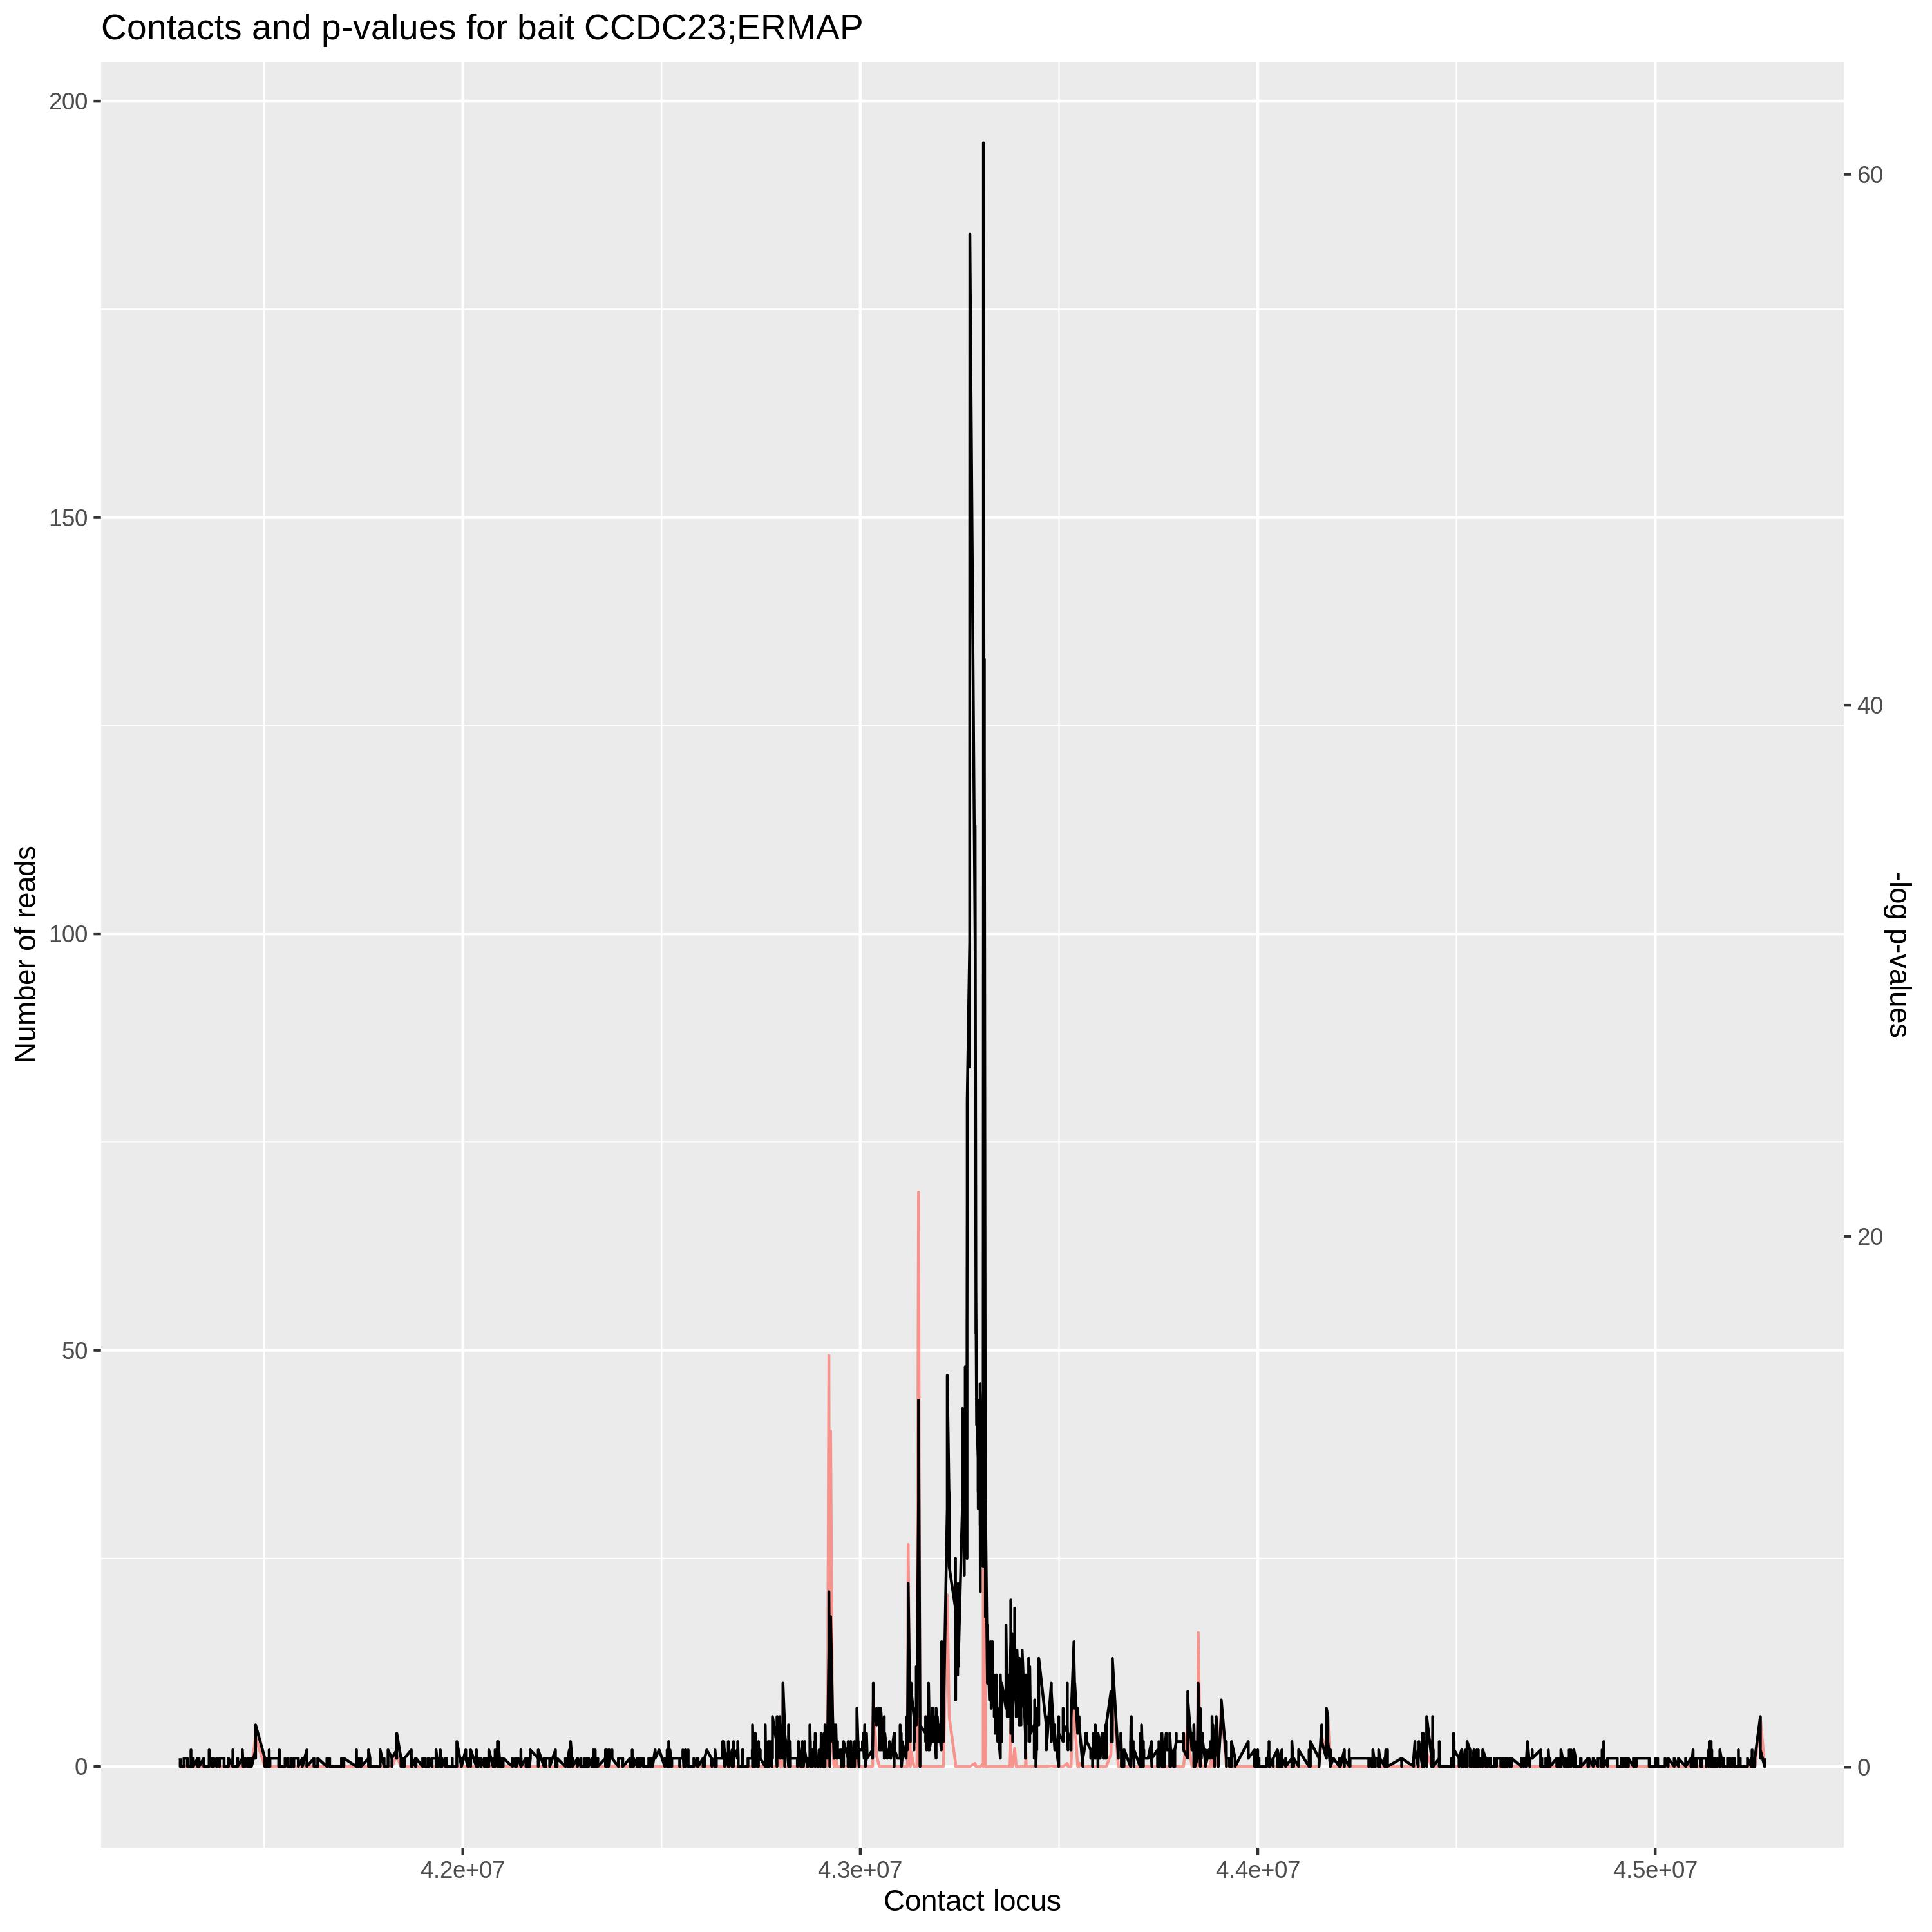 Contacts and p-values for bait CCDC23;ERMAP
200
150
100
50
0
Number of reads
60
40
20
0
-log p-values
4.2e+07 4.3e+07 4.4e+07 4.5e+07
Contact locus